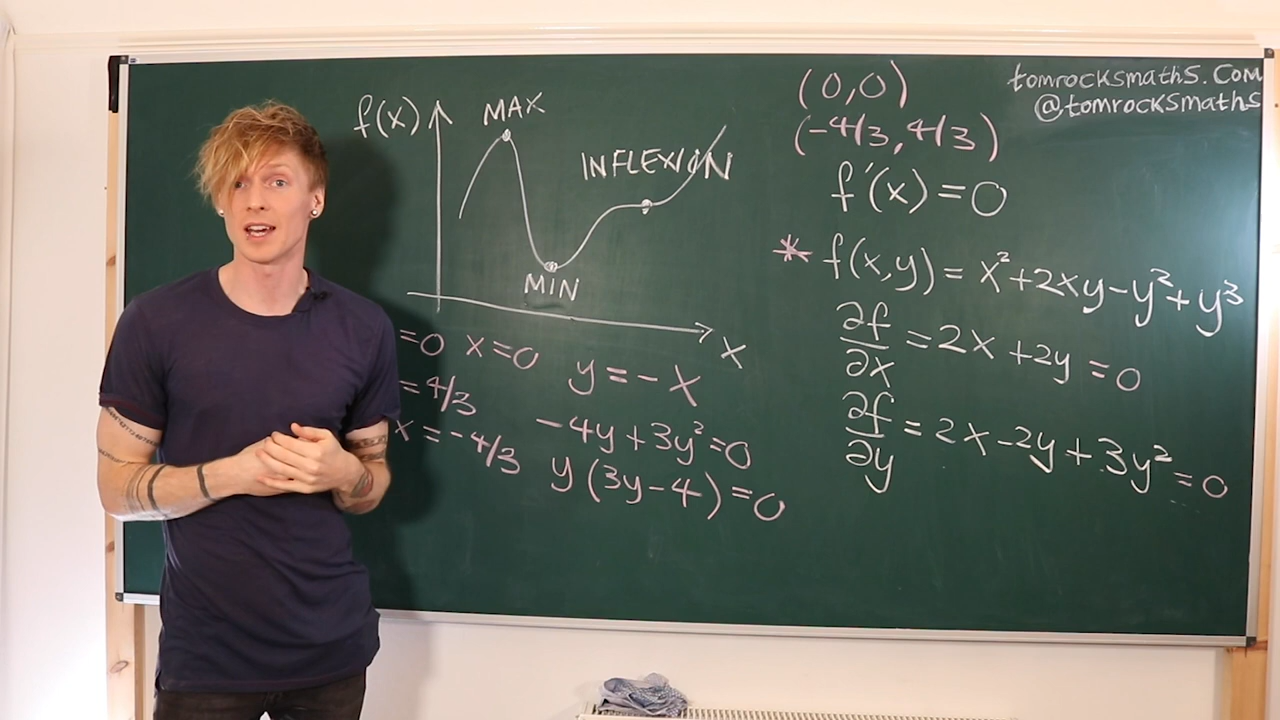 f(x)
MAX
MIN
INFLEXION
x
=0 x=0
=4/3
x=-4/3
y=-x
-4y+3y²=0
y(3y-4)=0
(0,0)
(-4/3,4/3)
f'(x)=0
* f(x,y)=x²+2xy-y²+y³
∂f/∂x=2x+2y=0
∂f/∂y=2x-2y+3y²=0
tomrocksmaths.com
@tomrocksmaths